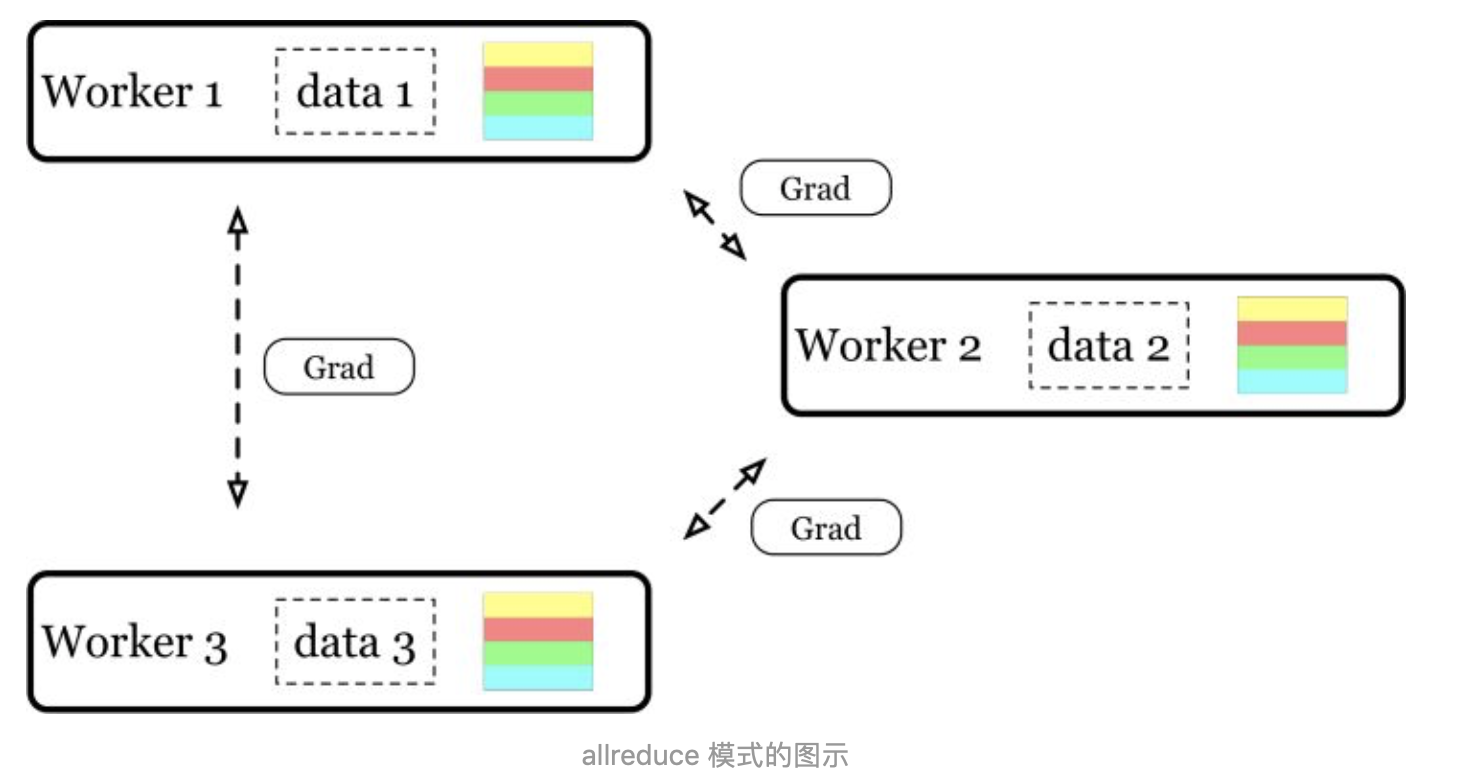 Worker 1
data 1
Grad
Worker 2
data 2
Grad
Grad
Worker 3
data 3
allreduce 模式的图示